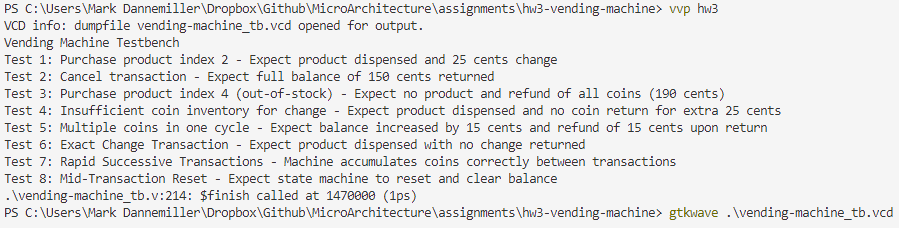 PS C:\Users\Mark Dannemiller\Dropbox\Github\MicroArchitecture\assignments\hw3-vending-machine> vvp hw3
VCD info: dumpfile vending-machine_tb.vcd opened for output.
Vending Machine Testbench
Test 1: Purchase product index 2 - Expect product dispensed and 25 cents change
Test 2: Cancel transaction - Expect full balance of 150 cents returned
Test 3: Purchase product index 4 (out-of-stock) - Expect no product and refund of all coins (190 cents)
Test 4: Insufficient coin inventory for change - Expect product dispensed and no coin return for extra 25 cents
Test 5: Multiple coins in one cycle - Expect balance increased by 15 cents and refund of 15 cents upon return
Test 6: Exact Change Transaction - Expect product dispensed with no change returned
Test 7: Rapid Successive Transactions - Machine accumulates coins correctly between transactions
Test 8: Mid-Transaction Reset - Expect state machine to reset and clear balance
.\vending-machine_tb.v:214: $finish called at 1470000 (1ps)
PS C:\Users\Mark Dannemiller\Dropbox\Github\MicroArchitecture\assignments\hw3-vending-machine> gtkwave .\vending-machine_tb.vcd